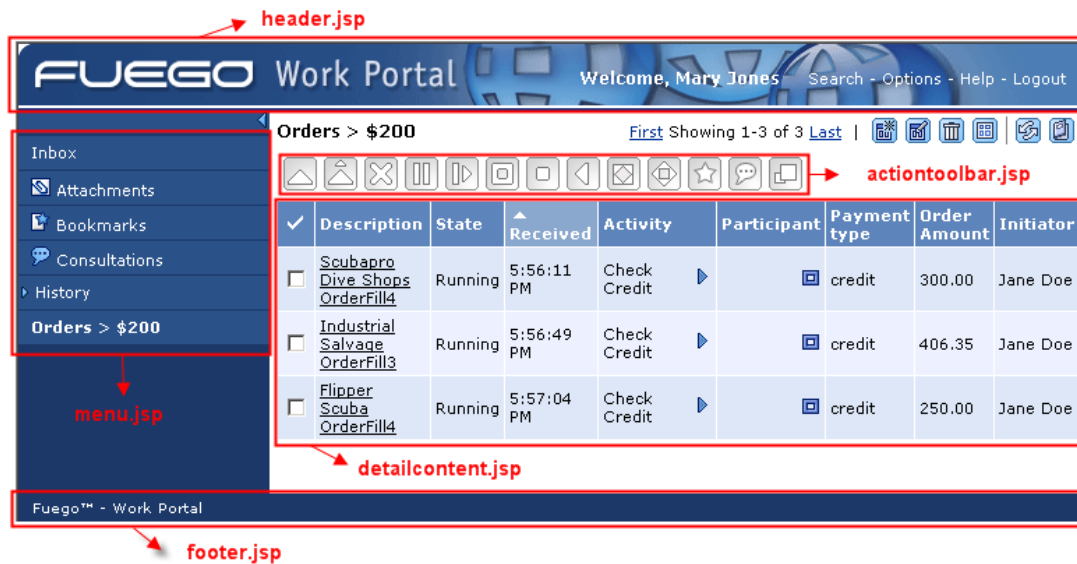 header.jsp
FUEGO Work Portal
Welcome, Mary Jones
Search - Options - Help - Logout
Inbox
Attachments
Bookmarks
Consultations
History
Orders > $200
menu.jsp
Orders > $200
First Showing 1-3 of 3 Last |
actiontoolbar.jsp
Description State Received Activity Participant Payment type Order Amount Initiator
Scubapro Dive Shops OrderFill4 Running 5:56:11 PM Check Credit credit 300.00 Jane Doe
Industrial Salvage OrderFill3 Running 5:56:49 PM Check Credit credit 406.35 Jane Doe
Flipper Scuba OrderFill4 Running 5:57:04 PM Check Credit credit 250.00 Jane Doe
detailcontent.jsp
Fuego™ - Work Portal
footer.jsp